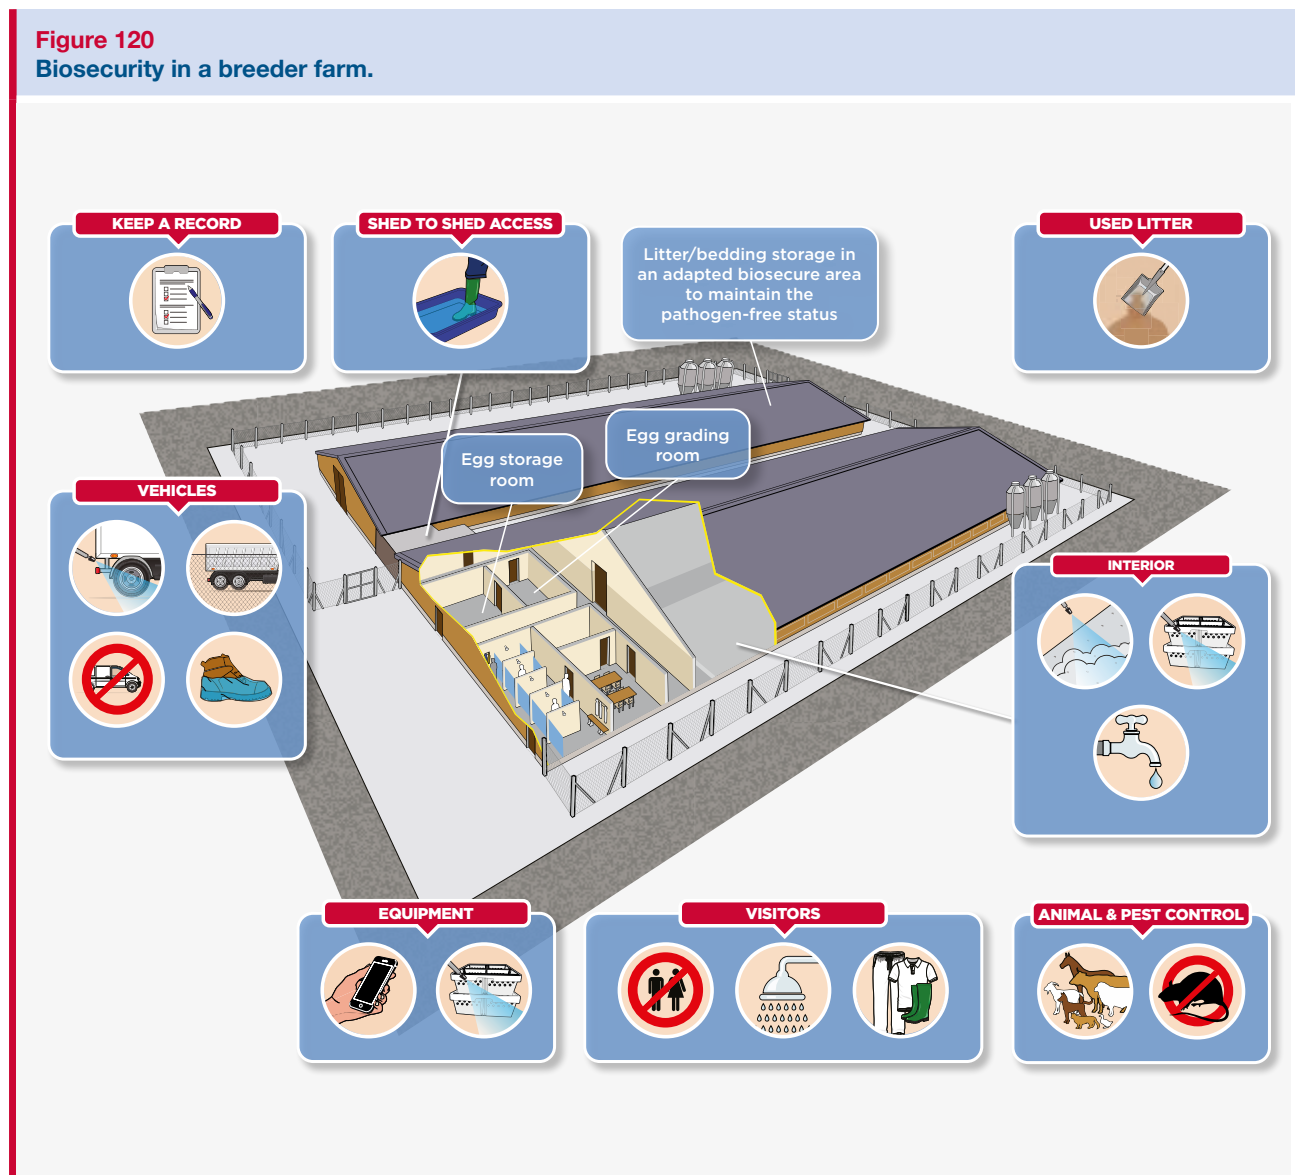 Figure 120
Biosecurity in a breeder farm.
KEEP A RECORD
SHED TO SHED ACCESS
Litter/bedding storage in
an adapted biosecure area
to maintain the
pathogen-free status
USED LITTER
Egg storage
room
Egg grading
room
VEHICLES
INTERIOR
EQUIPMENT
VISITORS
ANIMAL & PEST CONTROL